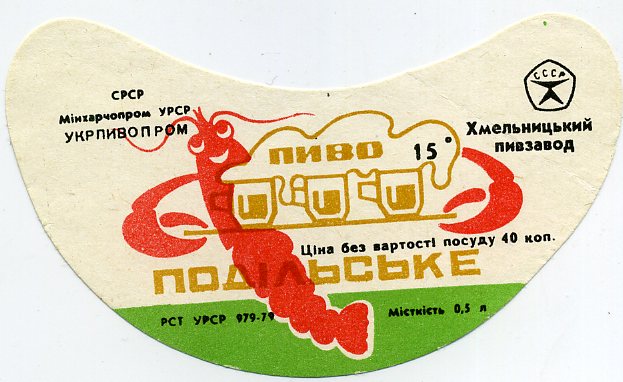 СРСР
Мінхарчопром УРСР
УКРПИВОПРОМ
СССР
Хмельницький
пивзавод
ПИВО
15°
Ціна без вартості посуду 40 коп.
ПОДІЛЬСЬКЕ
РСТ УРСР 979-79
Місткість 0,5 л